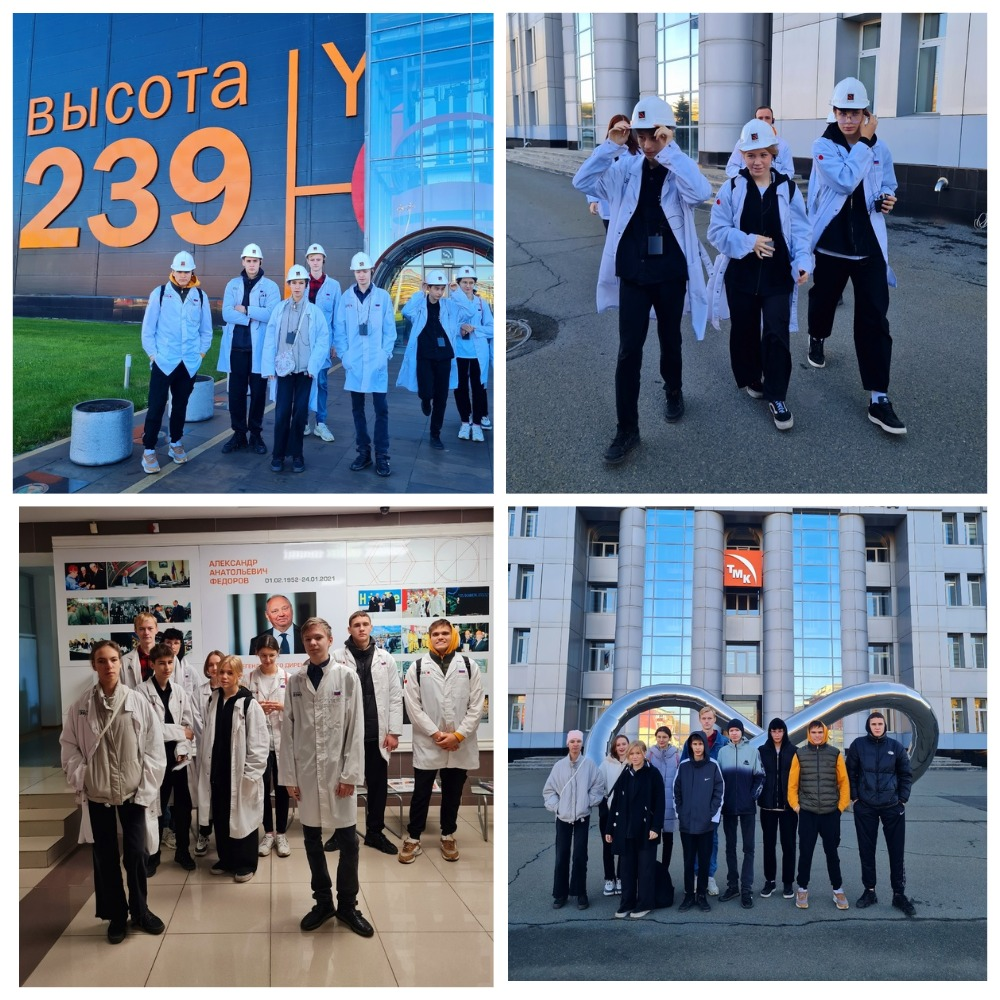 ВЫСОТА
239
У
АЛЕКСАНДР
АНАТОЛЬЕВИЧ
ФЕДОРОВ
01.02.1952-24.01.2021
ТМК